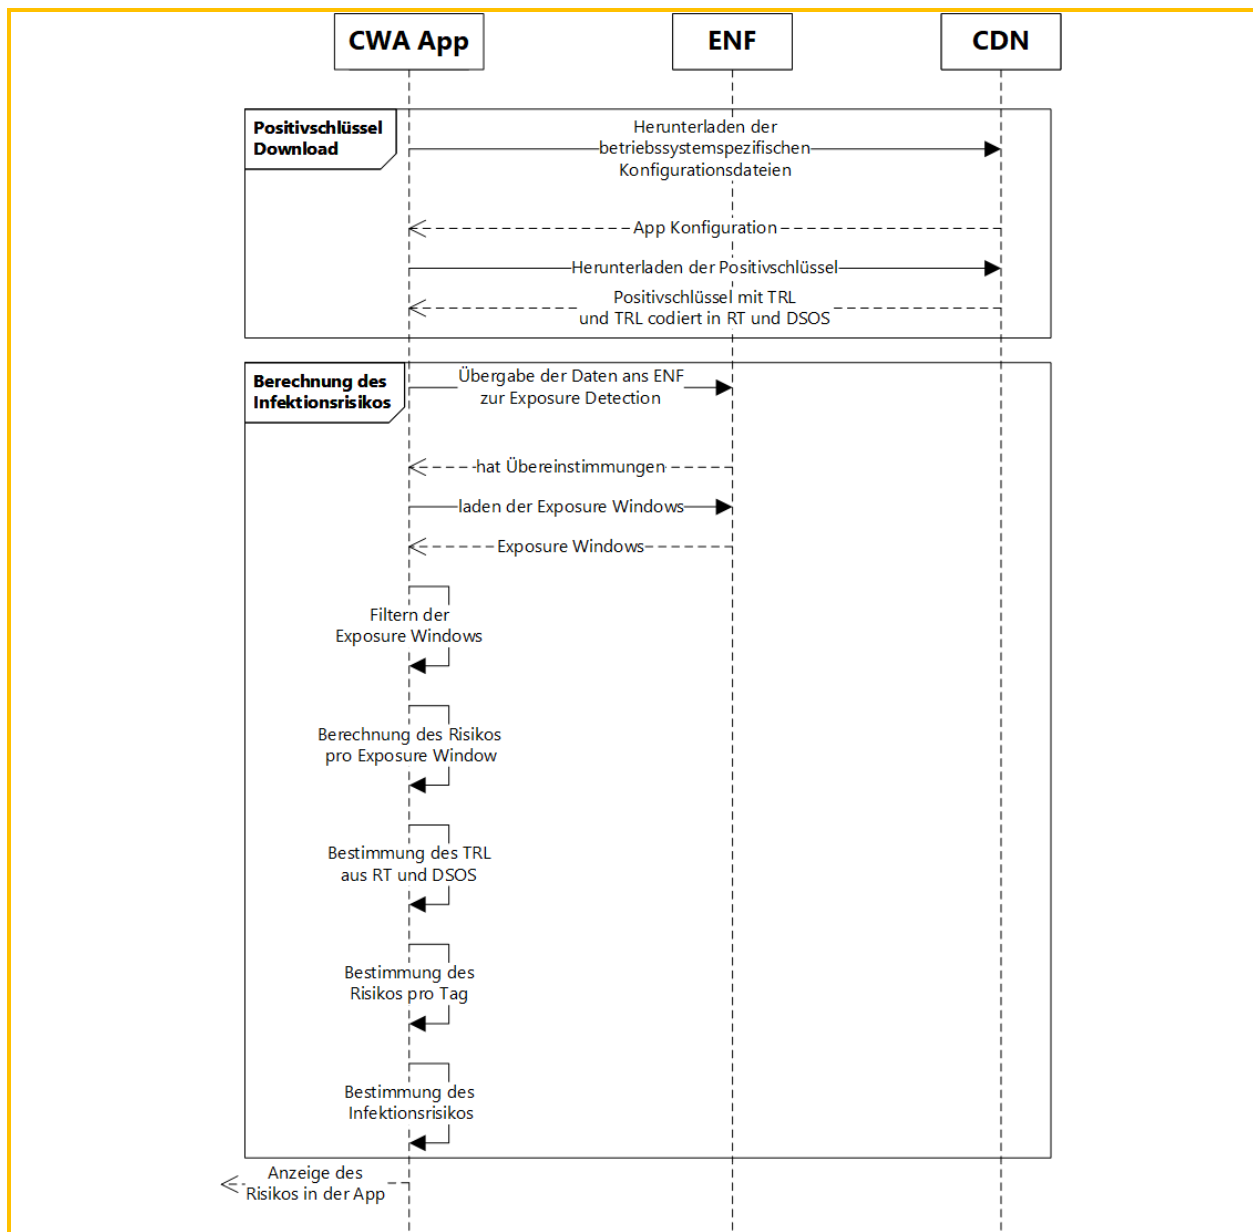 CWA App
ENF
CDN
Positivschlüssel
Download
Herunterladen der
betriebssystemspezifischen
Konfigurationsdateien
App Konfiguration
Herunterladen der Positivschlüssel
Positivschlüssel mit TRL
und TRL codiert in RT und DSOS
Berechnung des
Infektionsrisikos
Übergabe der Daten ans ENF
zur Exposure Detection
hat Übereinstimmungen
laden der Exposure Windows
Exposure Windows
Filtern der
Exposure Windows
Berechnung des Risikos
pro Exposure Window
Bestimmung des TRL
aus RT und DSOS
Bestimmung des
Risikos pro Tag
Bestimmung des
Infektionsrisikos
Anzeige des
Risikos in der App